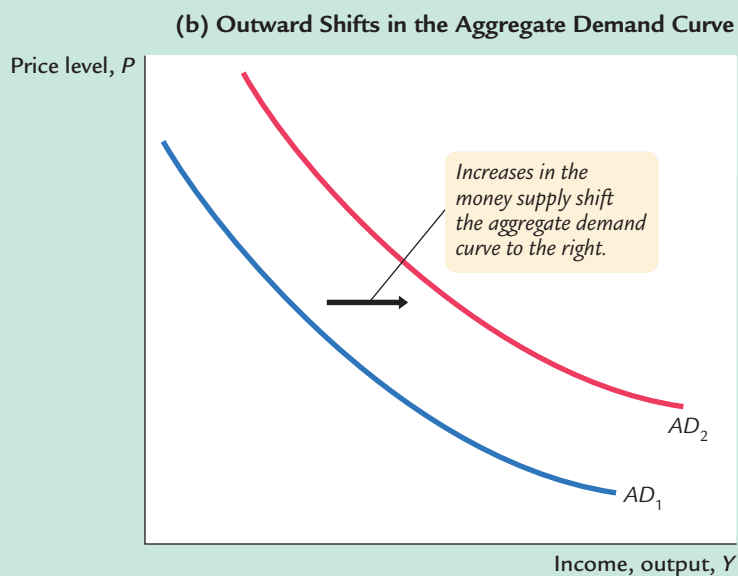 (b) Outward Shifts in the Aggregate Demand Curve
Price level, P
Increases in the
money supply shift
the aggregate demand
curve to the right.
AD2
AD1
Income, output, Y